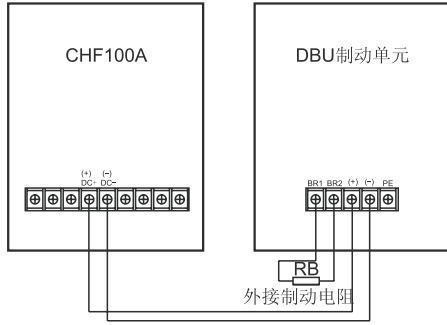 CHF100A
DBU制动单元
(+) (-)
DC+ DC-
BR1 BR2 (+) (-) PE
RB
外接制动电阻